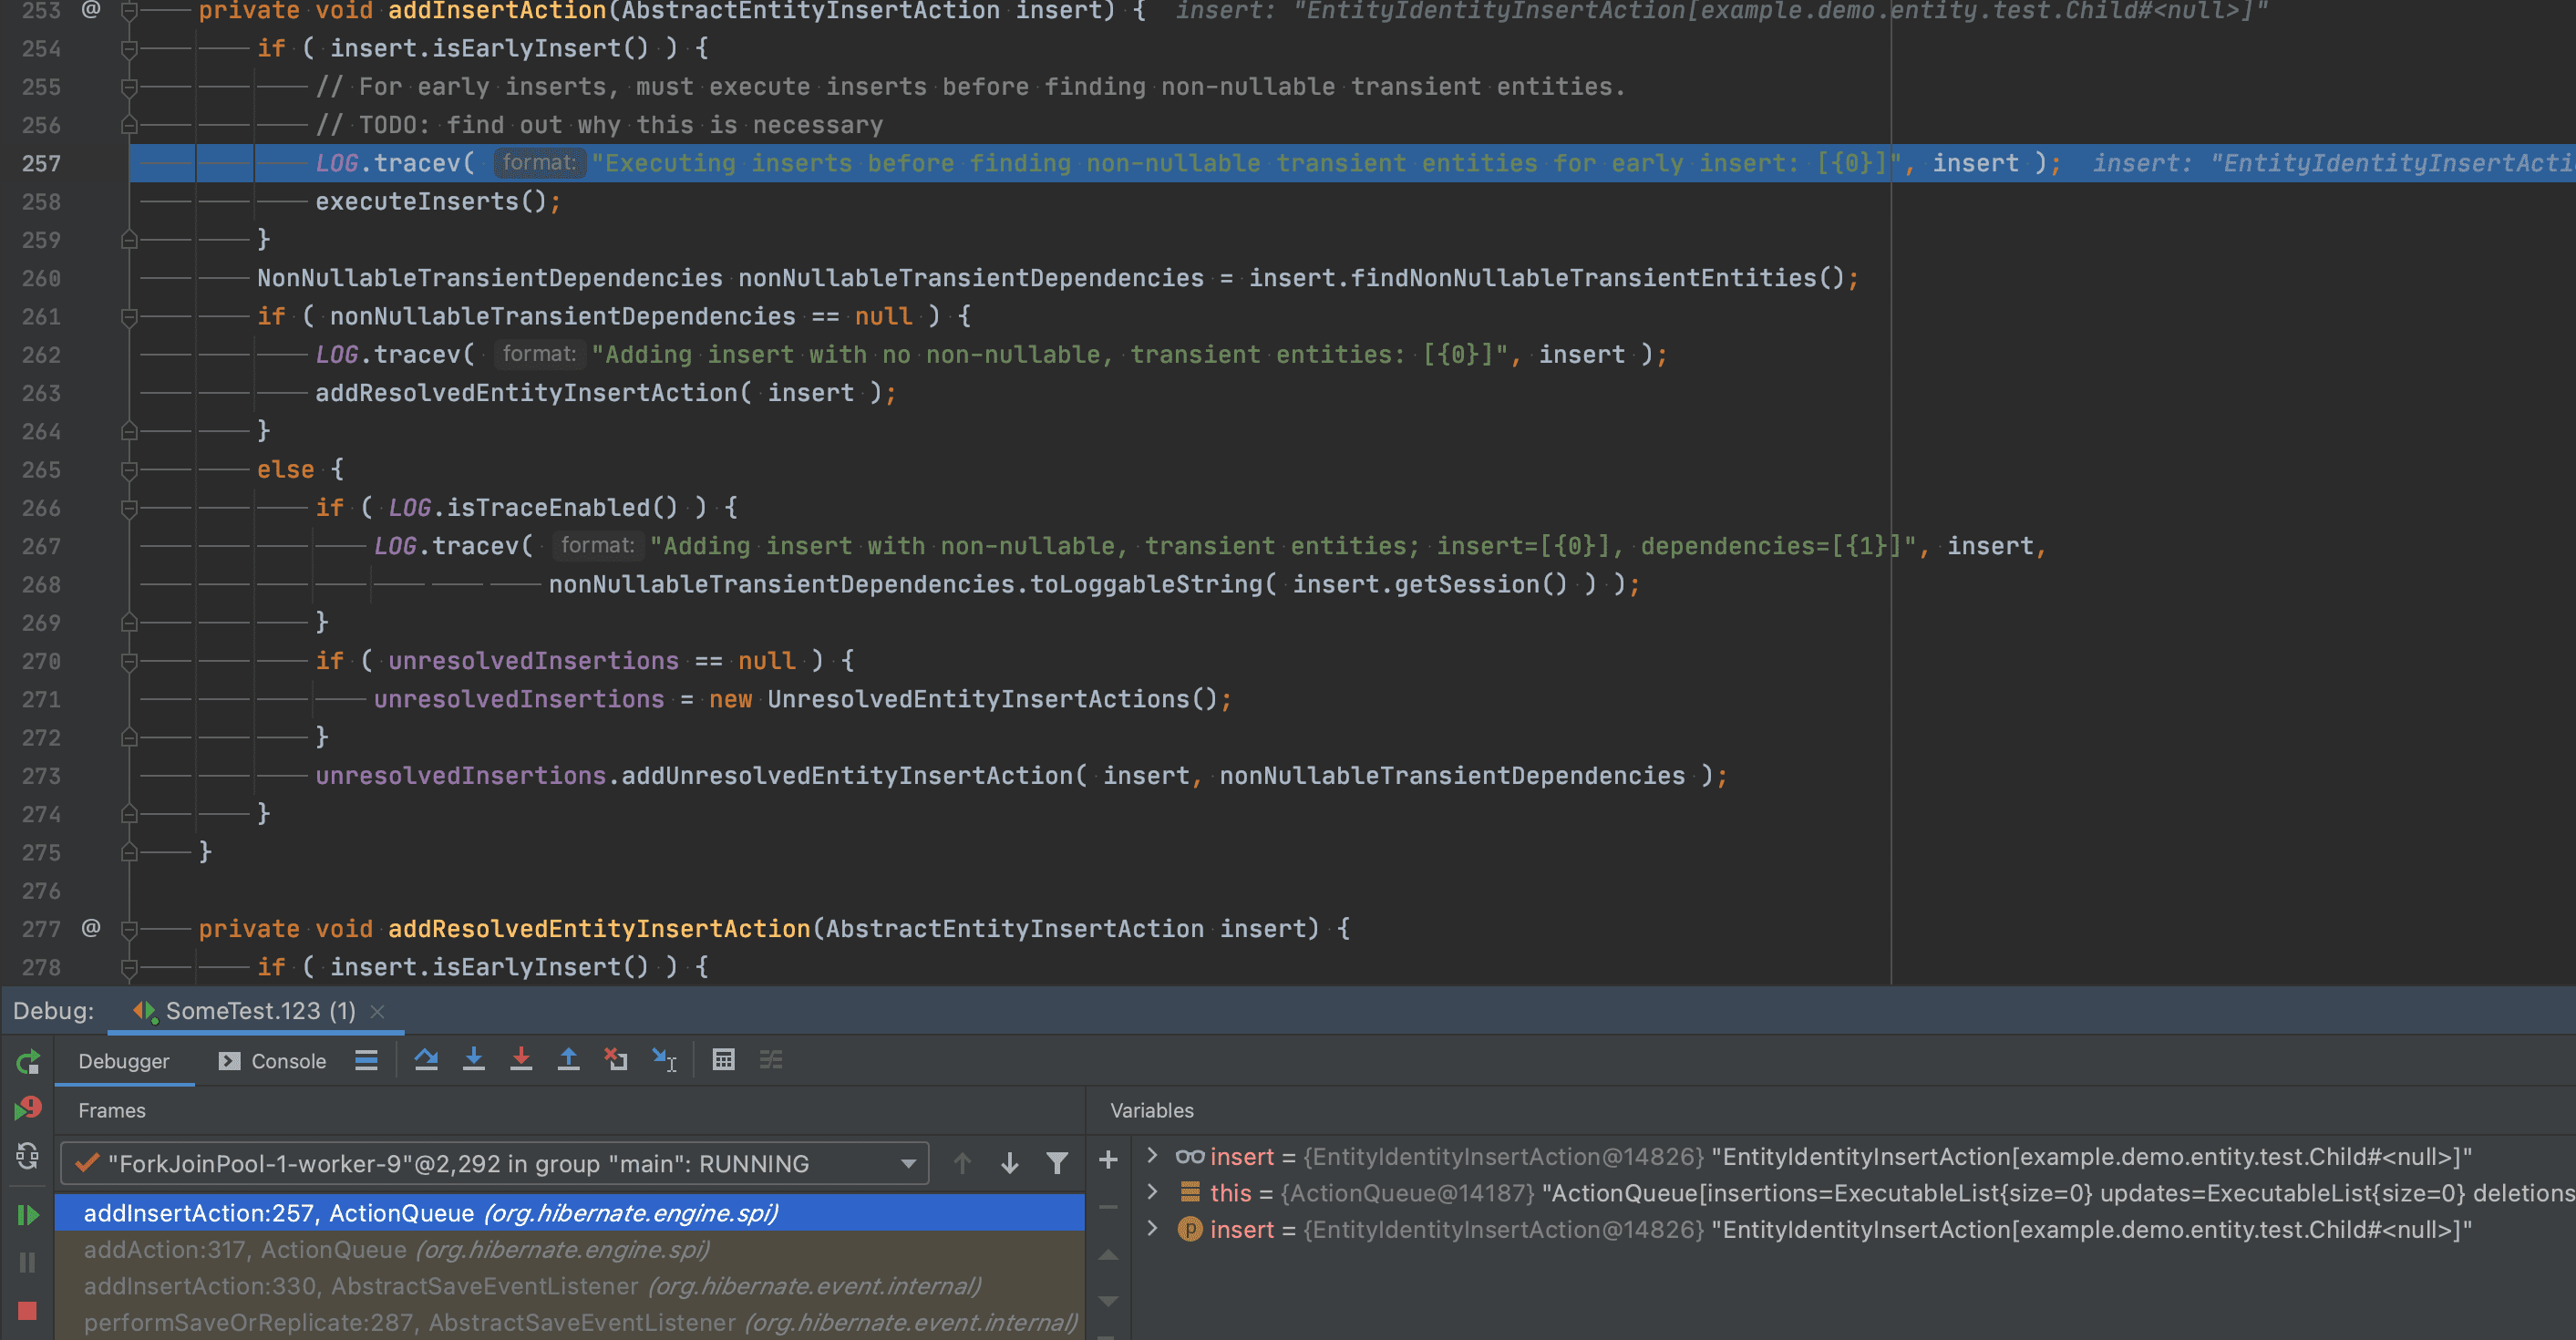 253 @ private void addInsertAction(AbstractEntityInsertAction insert) { insert: "EntityIdentityInsertAction[example.demo.entity.test.Child#<null>]"
254 if ( insert.isEarlyInsert() ) {
255 // For early inserts, must execute inserts before finding non-nullable transient entities.
256 // TODO: find out why this is necessary
257 LOG.tracev( format: "Executing inserts before finding non-nullable transient entities for early insert: [{0}]", insert ); insert: "EntityIdentityInsertActi
258 executeInserts();
259 }
260 NonNullableTransientDependencies nonNullableTransientDependencies = insert.findNonNullableTransientEntities();
261 if ( nonNullableTransientDependencies == null ) {
262 LOG.tracev( format: "Adding insert with no non-nullable, transient entities: [{0}]", insert );
263 addResolvedEntityInsertAction( insert );
264 }
265 else {
266 if ( LOG.isTraceEnabled() ) {
267 LOG.tracev( format: "Adding insert with non-nullable, transient entities; insert=[{0}], dependencies=[{1}]", insert,
268 nonNullableTransientDependencies.toLoggableString( insert.getSession() ) );
269 }
270 if ( unresolvedInsertions == null ) {
271 unresolvedInsertions = new UnresolvedEntityInsertActions();
272 }
273 unresolvedInsertions.addUnresolvedEntityInsertAction( insert, nonNullableTransientDependencies );
274 }
275 }
276
277 @ private void addResolvedEntityInsertAction(AbstractEntityInsertAction insert) {
278 if ( insert.isEarlyInsert() ) {
Debug: SomeTest.123 (1)
Debugger Console
Frames
"ForkJoinPool-1-worker-9"@2,292 in group "main": RUNNING
addInsertAction:257, ActionQueue (org.hibernate.engine.spi)
addAction:317, ActionQueue (org.hibernate.engine.spi)
addInsertAction:330, AbstractSaveEventListener (org.hibernate.event.internal)
performSaveOrReplicate:287, AbstractSaveEventListener (org.hibernate.event.internal)
Variables
insert = {EntityIdentityInsertAction@14826} "EntityIdentityInsertAction[example.demo.entity.test.Child#<null>]"
this = {ActionQueue@14187} "ActionQueue[insertions=ExecutableList{size=0} updates=ExecutableList{size=0} deletions
insert = {EntityIdentityInsertAction@14826} "EntityIdentityInsertAction[example.demo.entity.test.Child#<null>]"